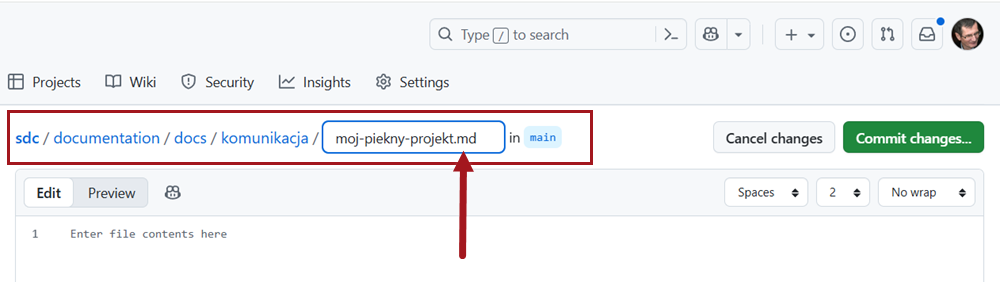 Type / to search
Projects Wiki Security Insights Settings
sdc / documentation / docs / komunikacja / moj-piekny-projekt.md in main Cancel changes Commit changes...
Edit Preview Spaces 2 No wrap
1 Enter file contents here